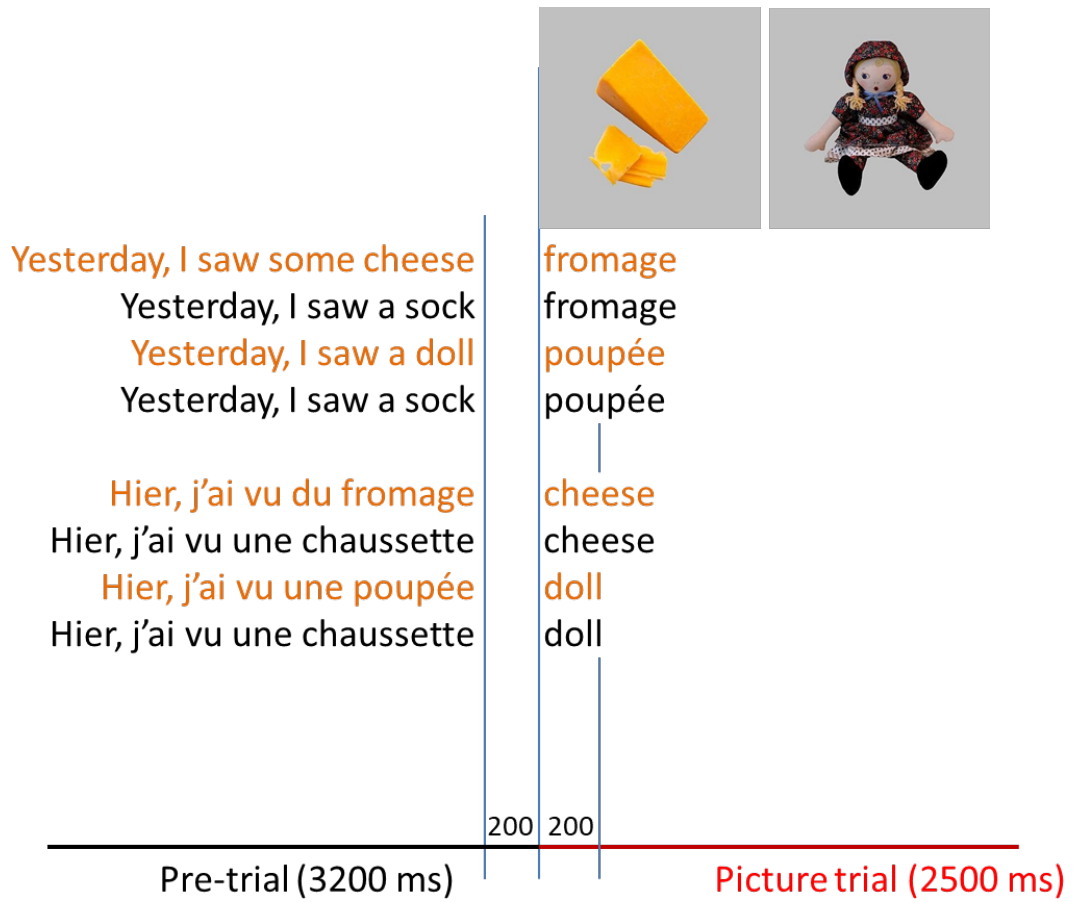 Yesterday, I saw some cheese fromage
Yesterday, I saw a sock fromage
Yesterday, I saw a doll poupée
Yesterday, I saw a sock poupée
Hier, j'ai vu du fromage cheese
Hier, j'ai vu une chaussette cheese
Hier, j'ai vu une poupée doll
Hier, j'ai vu une chaussette doll
200 200
Pre-trial (3200 ms) Picture trial (2500 ms)